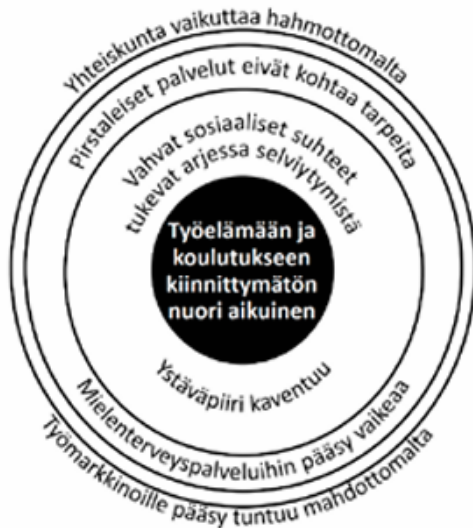 Yhteiskunta vaikuttaa hahmottomalta
Pirstaleiset palvelut eivät kohtaa tarpeita
Vahvat sosiaaliset suhteet
tukevat arjessa selviytymistä
Työelämään ja
koulutukseen
kiinnittymätön
nuori aikuinen
Ystäväpiiri kaventuu
Mielenterveyspalveluihin pääsy vaikeaa
Työmarkkinoille pääsy tuntuu mahdottomalta